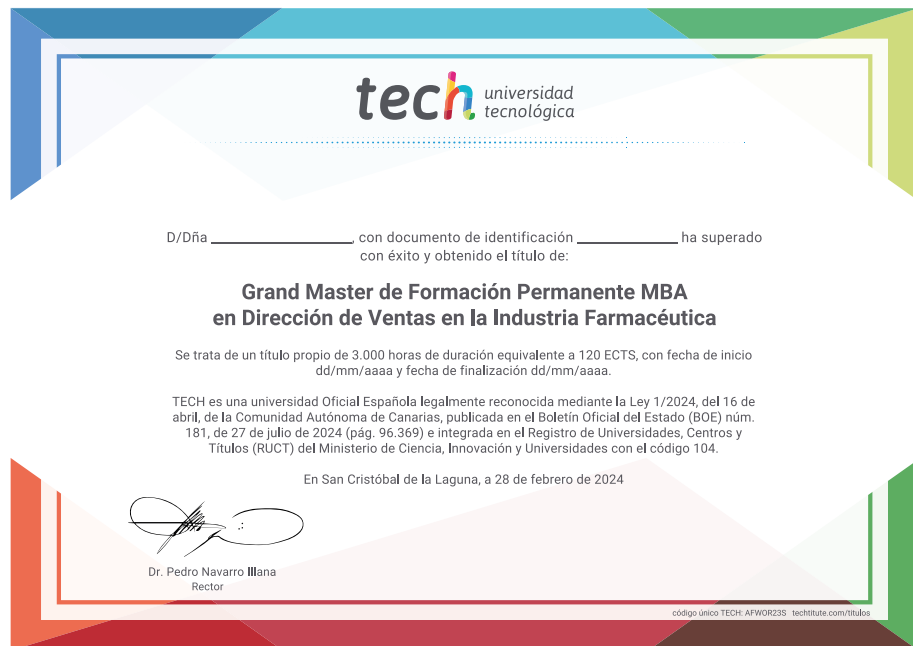 tech universidad
tecnológica
D/Dña ________________, con documento de identificación ____________ ha superado
con éxito y obtenido el título de:
Grand Master de Formación Permanente MBA
en Dirección de Ventas en la Industria Farmacéutica
Se trata de un título propio de 3.000 horas de duración equivalente a 120 ECTS, con fecha de inicio
dd/mm/aaaa y fecha de finalización dd/mm/aaaa.
TECH es una universidad Oficial Española legalmente reconocida mediante la Ley 1/2024, del 16 de
abril, de la Comunidad Autónoma de Canarias, publicada en el Boletín Oficial del Estado (BOE) núm.
181, de 27 de julio de 2024 (pág. 96.369) e integrada en el Registro de Universidades, Centros y
Títulos (RUCT) del Ministerio de Ciencia, Innovación y Universidades con el código 104.
En San Cristóbal de la Laguna, a 28 de febrero de 2024
Dr. Pedro Navarro Illana
Rector
código único TECH: AFWOR23S techtitute.com/titulos